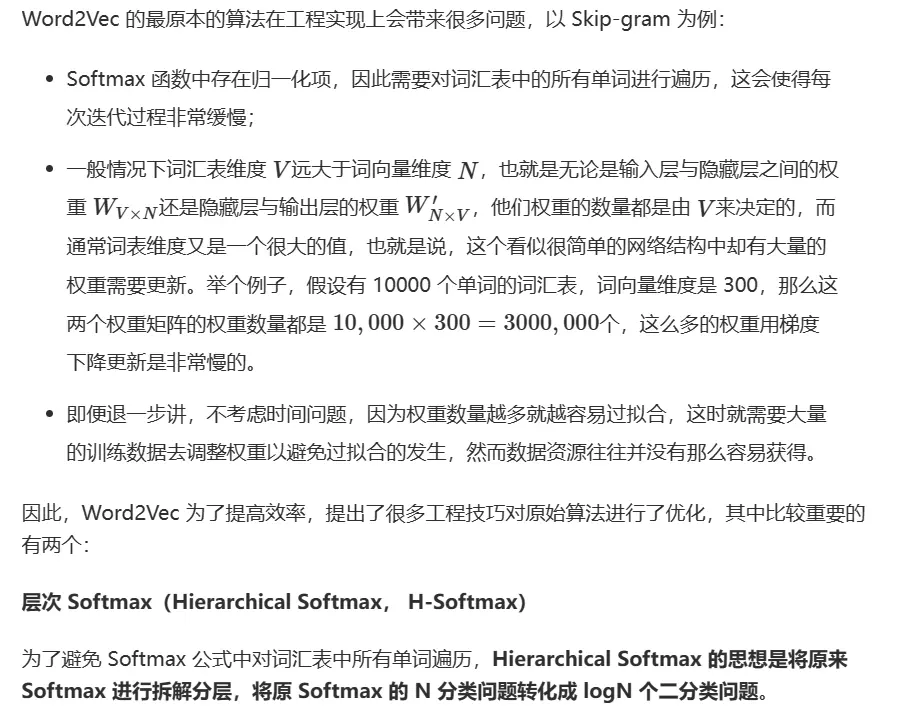 Word2Vec 的最原本的算法在工程实现上会带来很多问题，以 Skip-gram 为例：
• Softmax 函数中存在归一化项，因此需要对词汇表中的所有单词进行遍历，这会使得每
次迭代过程非常缓慢；
• 一般情况下词汇表维度 V 远大于词向量维度 N，也就是无论是输入层与隐藏层之间的权
重 W_{V×N}还是隐藏层与输出层的权重 W'_{N×V}，他们权重的数量都是由 V 来决定的，而
通常词表维度又是一个很大的值，也就是说，这个看似很简单的网络结构中却有大量的
权重需要更新。举个例子，假设有 10000 个单词的词汇表，词向量维度是 300，那么这
两个权重矩阵的权重数量都是 10,000 × 300 = 3000,000个，这么多的权重用梯度
下降更新是非常慢的。
• 即便退一步讲，不考虑时间问题，因为权重数量越多就越容易过拟合，这时就需要大量
的训练数据去调整权重以避免过拟合的发生，然而数据资源往往并没有那么容易获得。
因此，Word2Vec 为了提高效率，提出了很多工程技巧对原始算法进行了优化，其中比较重要的
有两个：
层次 Softmax（Hierarchical Softmax， H-Softmax）
为了避免 Softmax 公式中对词汇表中所有单词遍历，Hierarchical Softmax 的思想是将原来
Softmax 进行拆解分层，将原 Softmax 的 N 分类问题转化成 logN 个二分类问题。